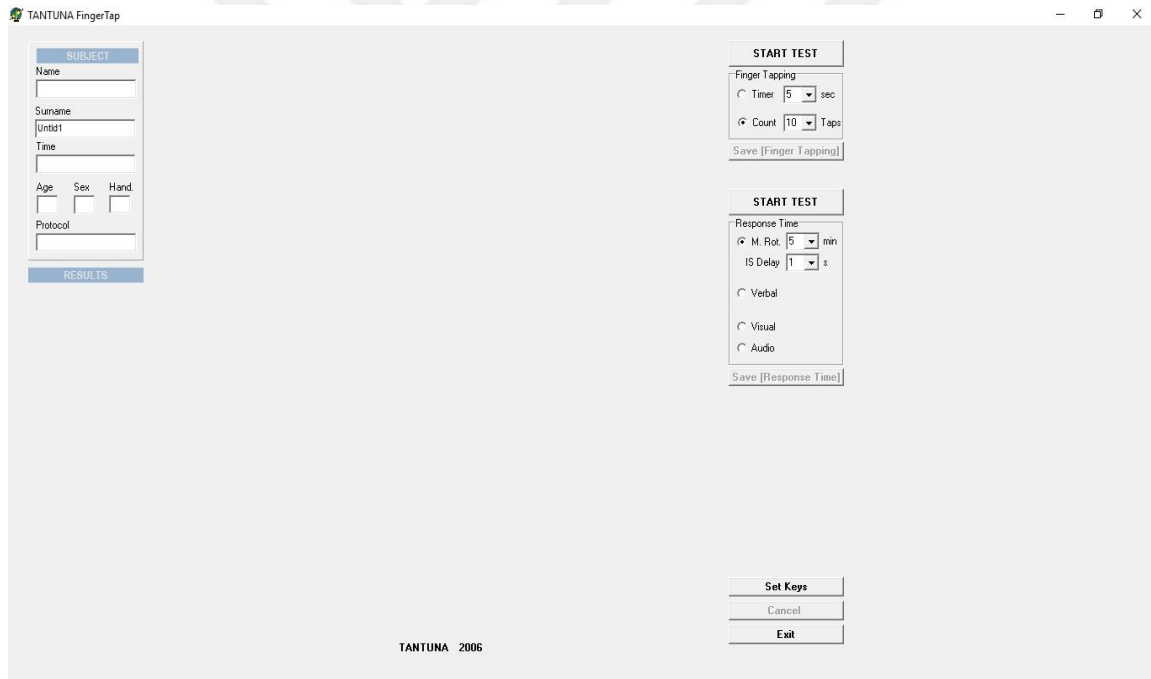 TANTUNA FingerTap
SUBJECT
Name
Surname
Untld1
Time
Age Sex Hand.
Protocol
RESULTS
START TEST
Finger Tapping
Timer 5 sec
Count 10 Taps
Save [Finger Tapping]
START TEST
Response Time
M. Rot. 5 min
IS Delay 1 s
Verbal
Visual
Audio
Save [Response Time]
Set Keys
Cancel
Exit
TANTUNA 2006